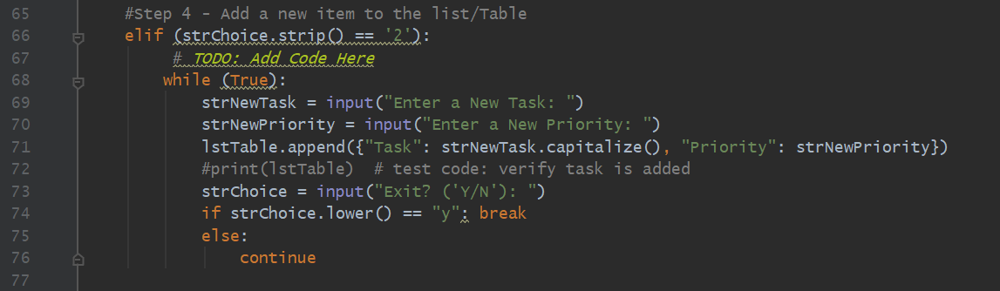 65 #Step 4 - Add a new item to the list/Table
66 elif (strChoice.strip() == '2'):
67 # TODO: Add Code Here
68 while (True):
69 strNewTask = input("Enter a New Task: ")
70 strNewPriority = input("Enter a New Priority: ")
71 lstTable.append({"Task": strNewTask.capitalize(), "Priority": strNewPriority})
72 #print(lstTable)  # test code: verify task is added
73 strChoice = input("Exit? ('Y/N'): ")
74 if strChoice.lower() == "y": break
75 else:
76 continue
77